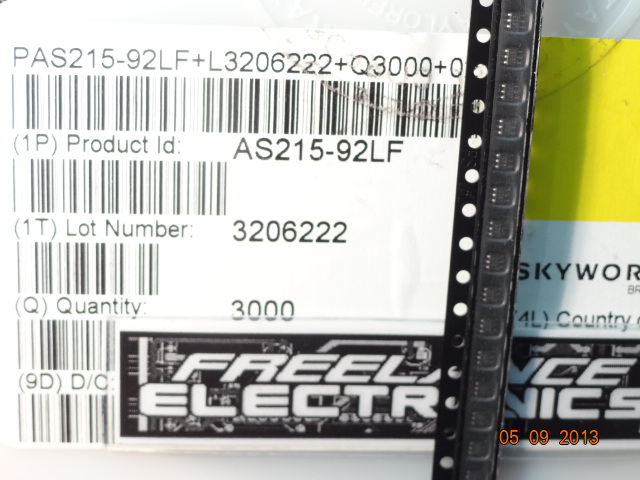 PAS215-92LF+L3206222+Q3000+0
(1P) Product Id: AS215-92LF
(1T) Lot Number: 3206222
SKYWOR
(Q) Quantity: 3000
(4L) Country
(9D) D/C:
FREELANCE
ELECTRONICS
05 09 2013